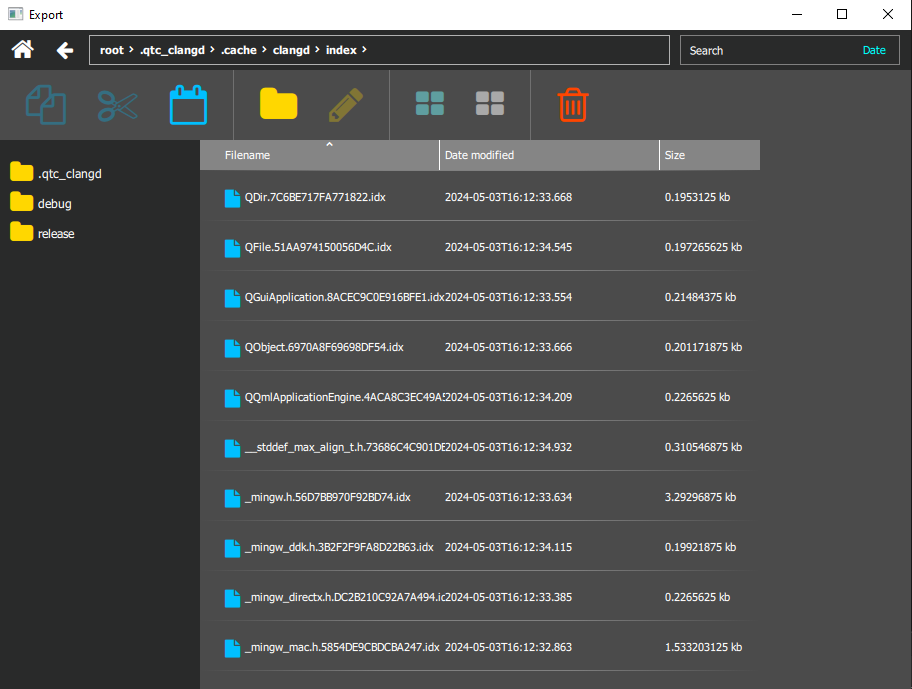 Export
root › .qtc_clangd › .cache › clangd › index ›
Search Date
Filename Date modified Size
.qtc_clangd
debug
release
QDir.7C6BE717FA771822.idx 2024-05-03T16:12:33.668 0.1953125 kb
QFile.51AA974150056D4C.idx 2024-05-03T16:12:34.545 0.197265625 kb
QGuiApplication.8ACEC9C0E916BFE1.idx 2024-05-03T16:12:33.554 0.21484375 kb
QObject.6970A8F69698DF54.idx 2024-05-03T16:12:33.666 0.201171875 kb
QQmlApplicationEngine.4ACA8C3EC49A5 2024-05-03T16:12:34.209 0.2265625 kb
__stddef_max_align_t.h.73686C4C901DE 2024-05-03T16:12:34.932 0.310546875 kb
_mingw.h.56D7BB970F92BD74.idx 2024-05-03T16:12:33.634 3.29296875 kb
_mingw_ddk.h.3B2F2F9FA8D22B63.idx 2024-05-03T16:12:34.115 0.19921875 kb
_mingw_directx.h.DC2B210C92A7A494.id 2024-05-03T16:12:33.385 0.2265625 kb
_mingw_mac.h.5854DE9CBDCBA247.idx 2024-05-03T16:12:32.863 1.533203125 kb